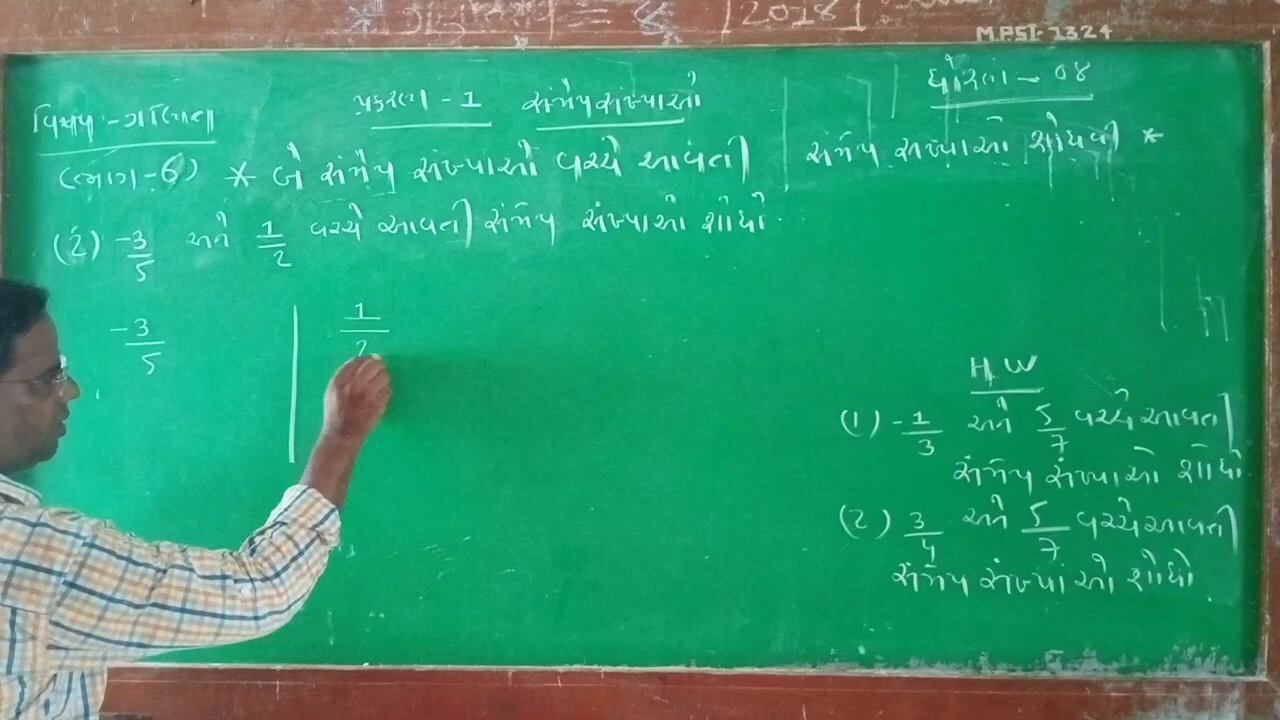 [2018]
M.PSI-1324
વિષય - ગણિત
પ્રકરણ - 1 સંમેય સંખ્યાઓ
ધોરણ - ૦૪
(ભાગ-6) * બે સંમેય સંખ્યાઓ વચ્ચે આવતી સંમેય સંખ્યાઓ શોધવી *
(2) -3/5 અને 1/2 વચ્ચે આવતી સંમેય સંખ્યાઓ શોધો.
-3/5 | 1/2
H.W
(1) -1/3 અને 5/7 વચ્ચે આવતી
સંમેય સંખ્યાઓ શોધો.
(2) 3/4 અને 5/7 વચ્ચે આવતી
સંમેય સંખ્યાઓ શોધો